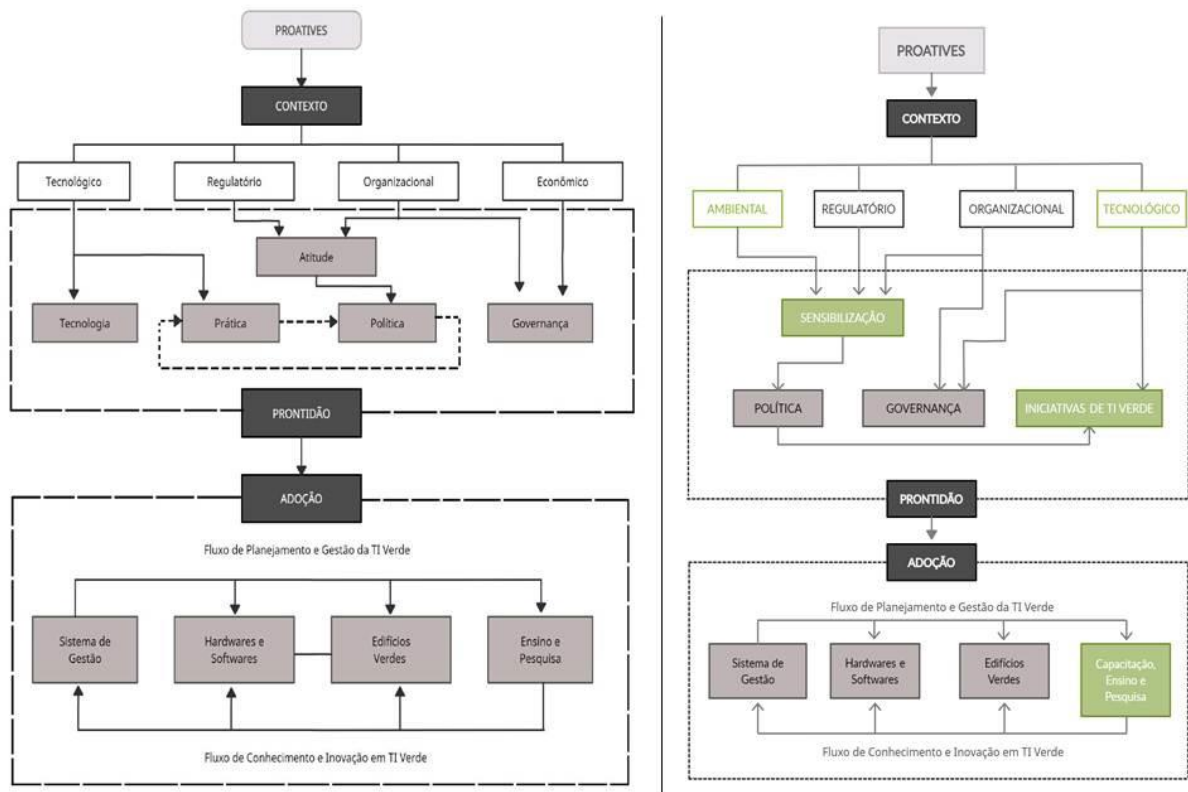 PROATIVES
CONTEXTO
Tecnológico
Regulatório
Organizacional
Econômico
Atitude
Tecnologia
Prática
Política
Governança
PRONTIDÃO
ADOÇÃO
Fluxo de Planejamento e Gestão da TI Verde
Sistema de
Gestão
Hardwares e
Softwares
Edifícios
Verdes
Ensino e
Pesquisa
Fluxo de Conhecimento e Inovação em TI Verde
PROATIVES
CONTEXTO
AMBIENTAL
REGULATÓRIO
ORGANIZACIONAL
TECNOLÓGICO
SENSIBILIZAÇÃO
POLÍTICA
GOVERNANÇA
INICIATIVAS DE TI VERDE
PRONTIDÃO
ADOÇÃO
Fluxo de Planejamento e Gestão da TI Verde
Sistema de
Gestão
Hardwares e
Softwares
Edifícios
Verdes
Capacitação,
Ensino e
Pesquisa
Fluxo de Conhecimento e Inovação em TI Verde